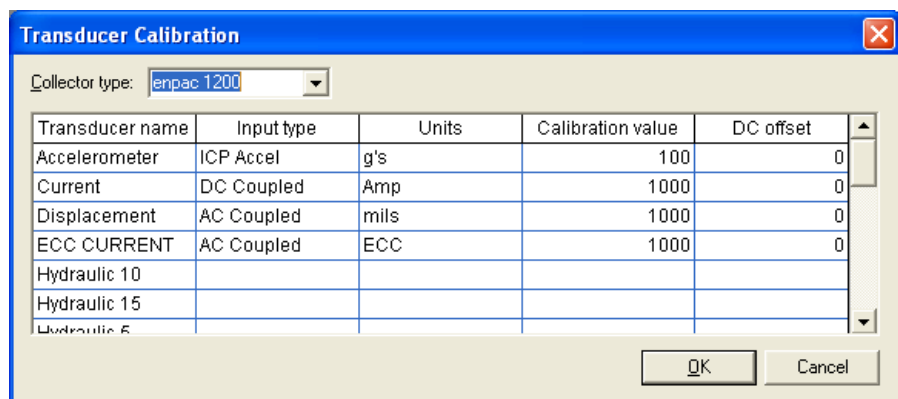 Transducer Calibration
Collector type: enpac 1200
Transducer name Input type Units Calibration value DC offset
Accelerometer ICP Accel g's 100 0
Current DC Coupled Amp 1000 0
Displacement AC Coupled mils 1000 0
ECC CURRENT AC Coupled ECC 1000 0
Hydraulic 10
Hydraulic 15
Hydraulic 5
OK Cancel